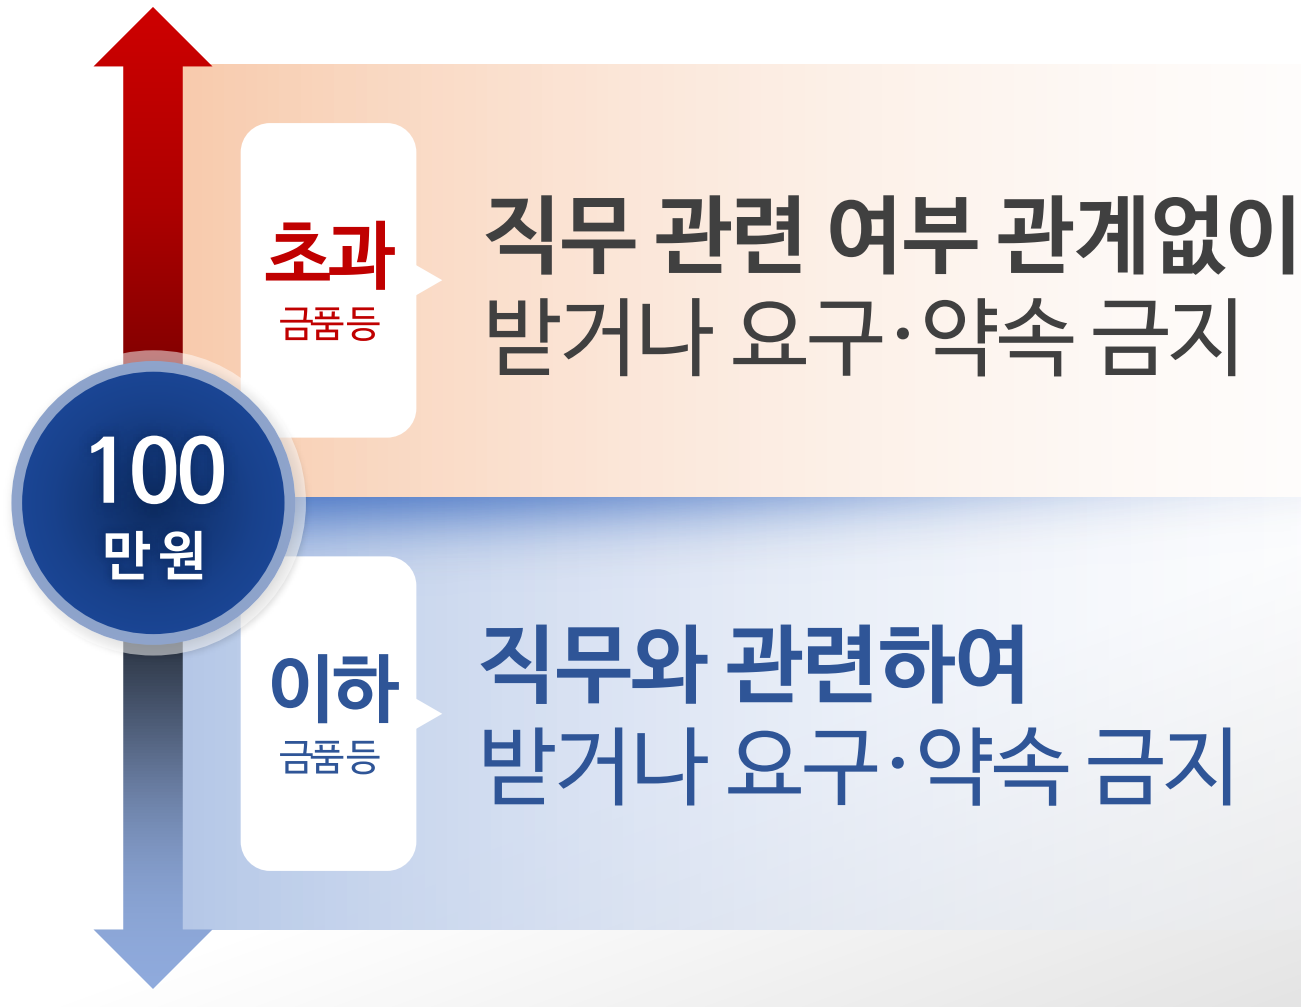 초과
금품 등
직무 관련 여부 관계없이
받거나 요구·약속 금지
100
만 원
이하
금품 등
직무와 관련하여
받거나 요구·약속 금지